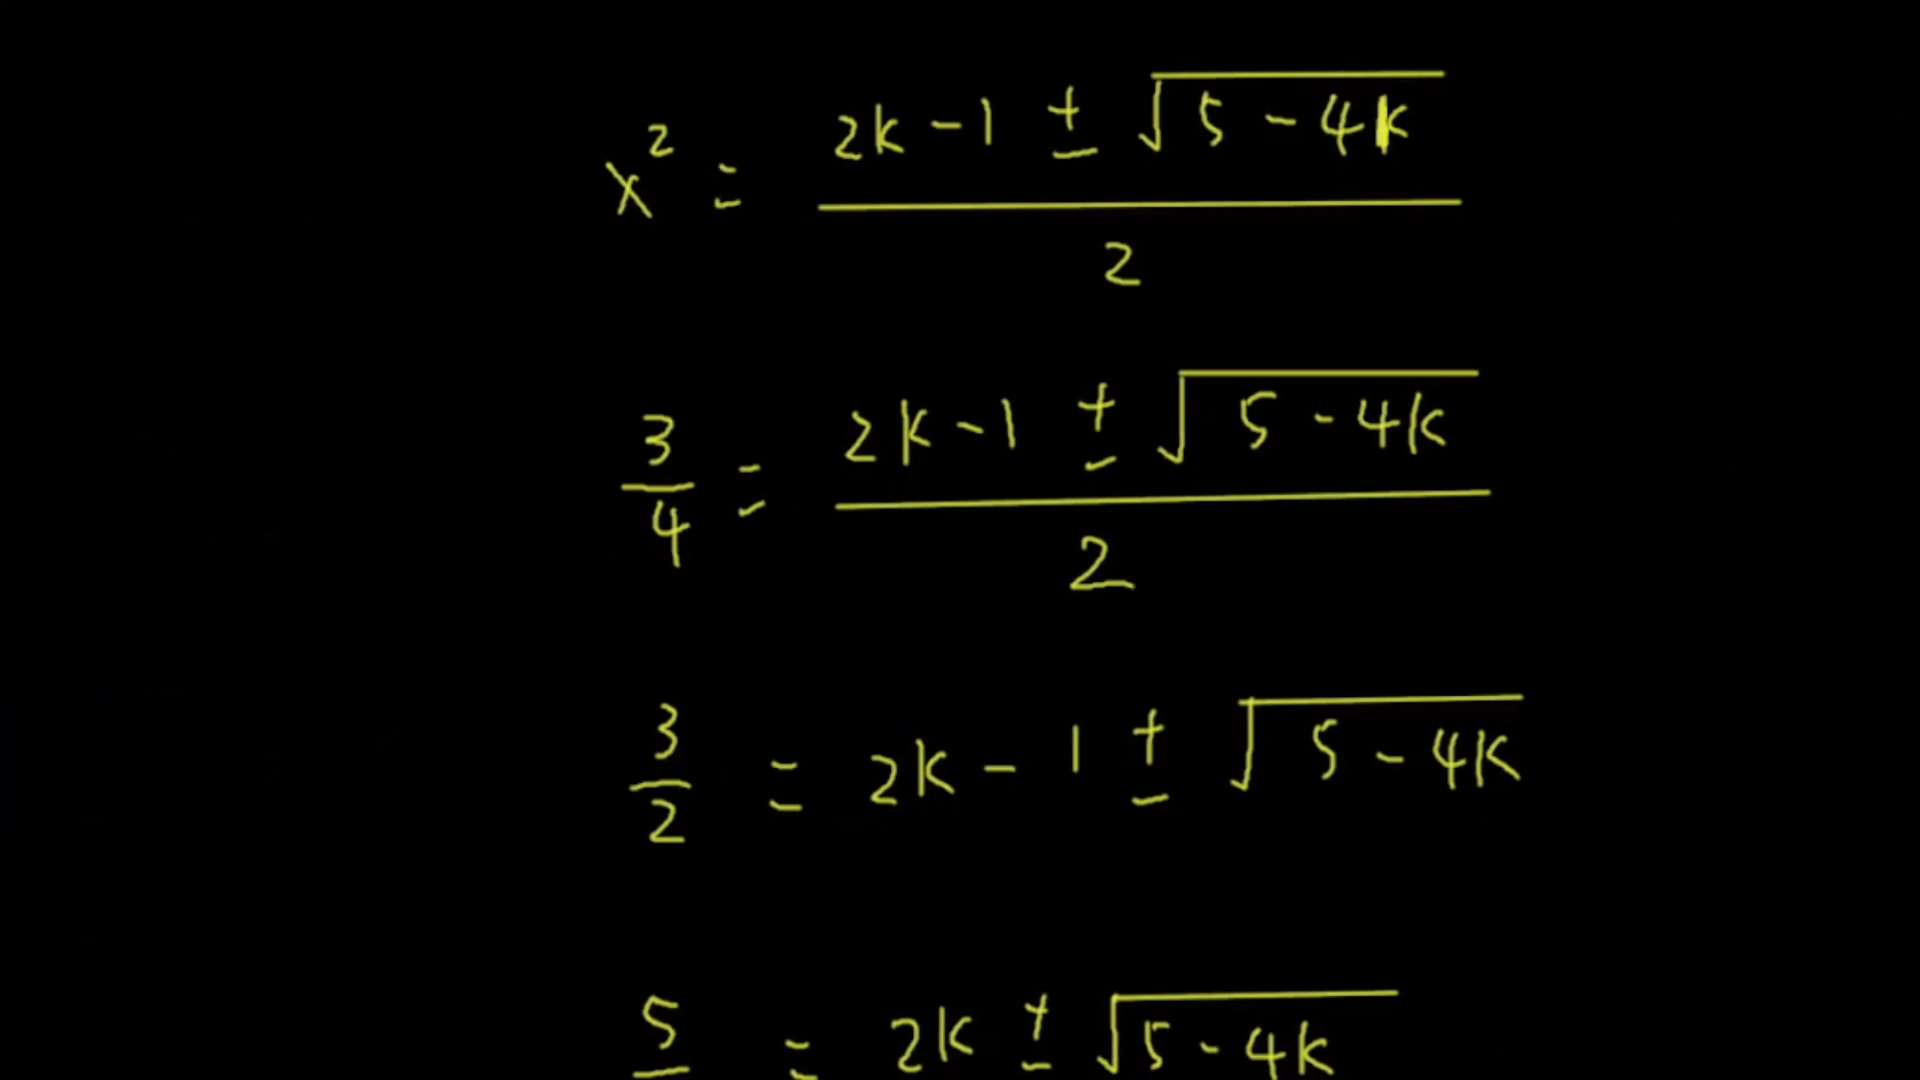 x² = (2k - 1 ± √(5 - 4k)) / 2
3/4 = (2k - 1 ± √(5 - 4k)) / 2
3/2 = 2k - 1 ± √(5 - 4k)
5/ = 2k ± √(5 - 4k)